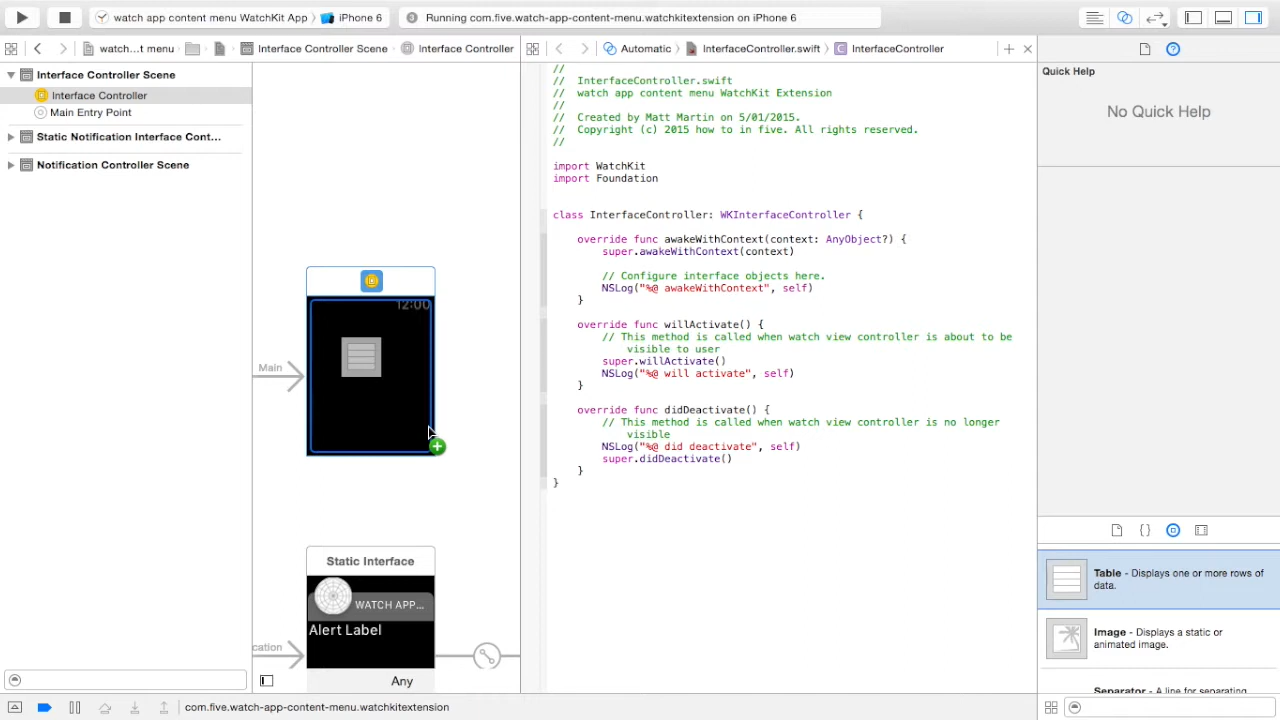 watch app content menu WatchKit App
iPhone 6
3
Running com.five.watch-app-content-menu.watchkitextension on iPhone 6
watch...t menu
Interface Controller Scene
Interface Controller
Automatic
InterfaceController.swift
InterfaceController
Interface Controller Scene
Interface Controller
Main Entry Point
Static Notification Interface Cont...
Notification Controller Scene
12:00
Main
Static Interface
WATCH APP...
Alert Label
cation
Any
//
//  InterfaceController.swift
//  watch app content menu WatchKit Extension
//
//  Created by Matt Martin on 5/01/2015.
//  Copyright (c) 2015 how to in five. All rights reserved.
//
import WatchKit
import Foundation
class InterfaceController: WKInterfaceController {
override func awakeWithContext(context: AnyObject?) {
super.awakeWithContext(context)
// Configure interface objects here.
NSLog("%@ awakeWithContext", self)
}
override func willActivate() {
// This method is called when watch view controller is about to be
visible to user
super.willActivate()
NSLog("%@ will activate", self)
}
override func didDeactivate() {
// This method is called when watch view controller is no longer
visible
NSLog("%@ did deactivate", self)
super.didDeactivate()
}
}
Quick Help
No Quick Help
{}
Table - Displays one or more rows of
data.
Image - Displays a static or
animated image.
Separator - A line for separating
com.five.watch-app-content-menu.watchkitextension